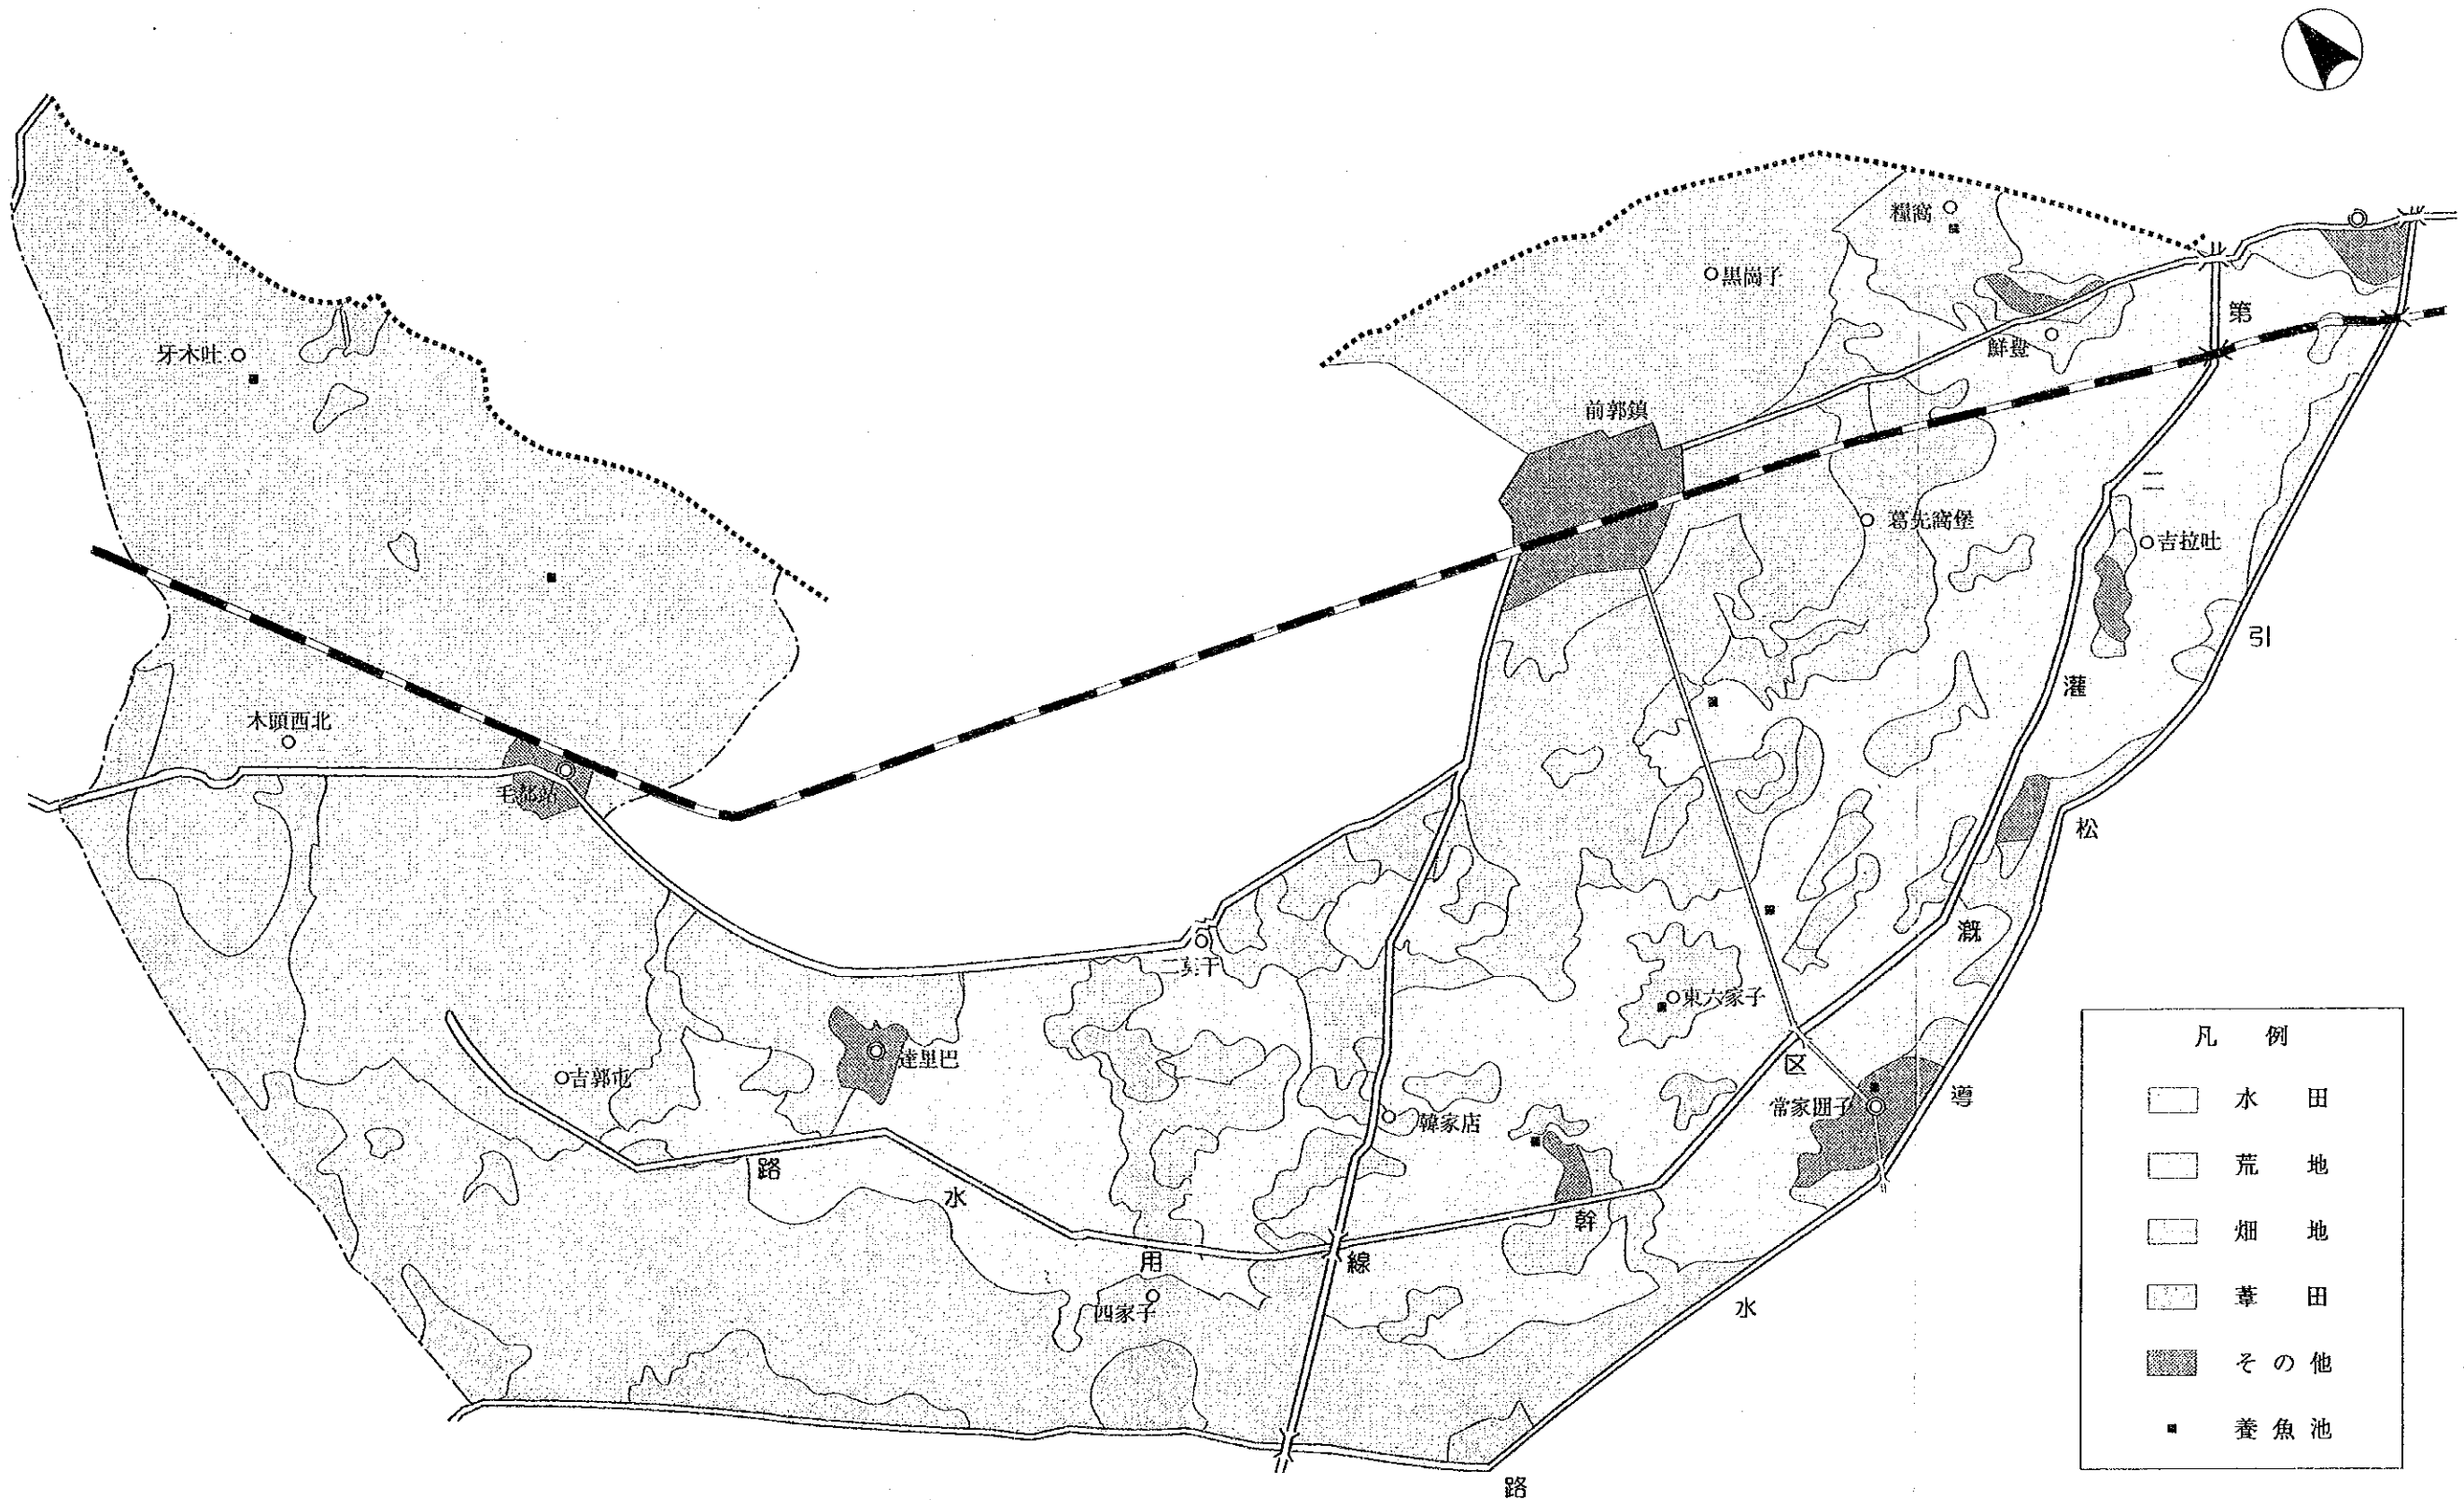 糧窩
黒崗子
牙木吐
鮮豊
前郭鎮
葛先窩堡
吉拉吐
木頭西北
毛都站
二莫干
東六家子
達里巴
吉郭屯
韓家店
常家囲子
四家子
第二灌漑区幹線用水路
引松導水路
凡 例
水 田
荒 地
畑 地
葦 田
その他
養魚池